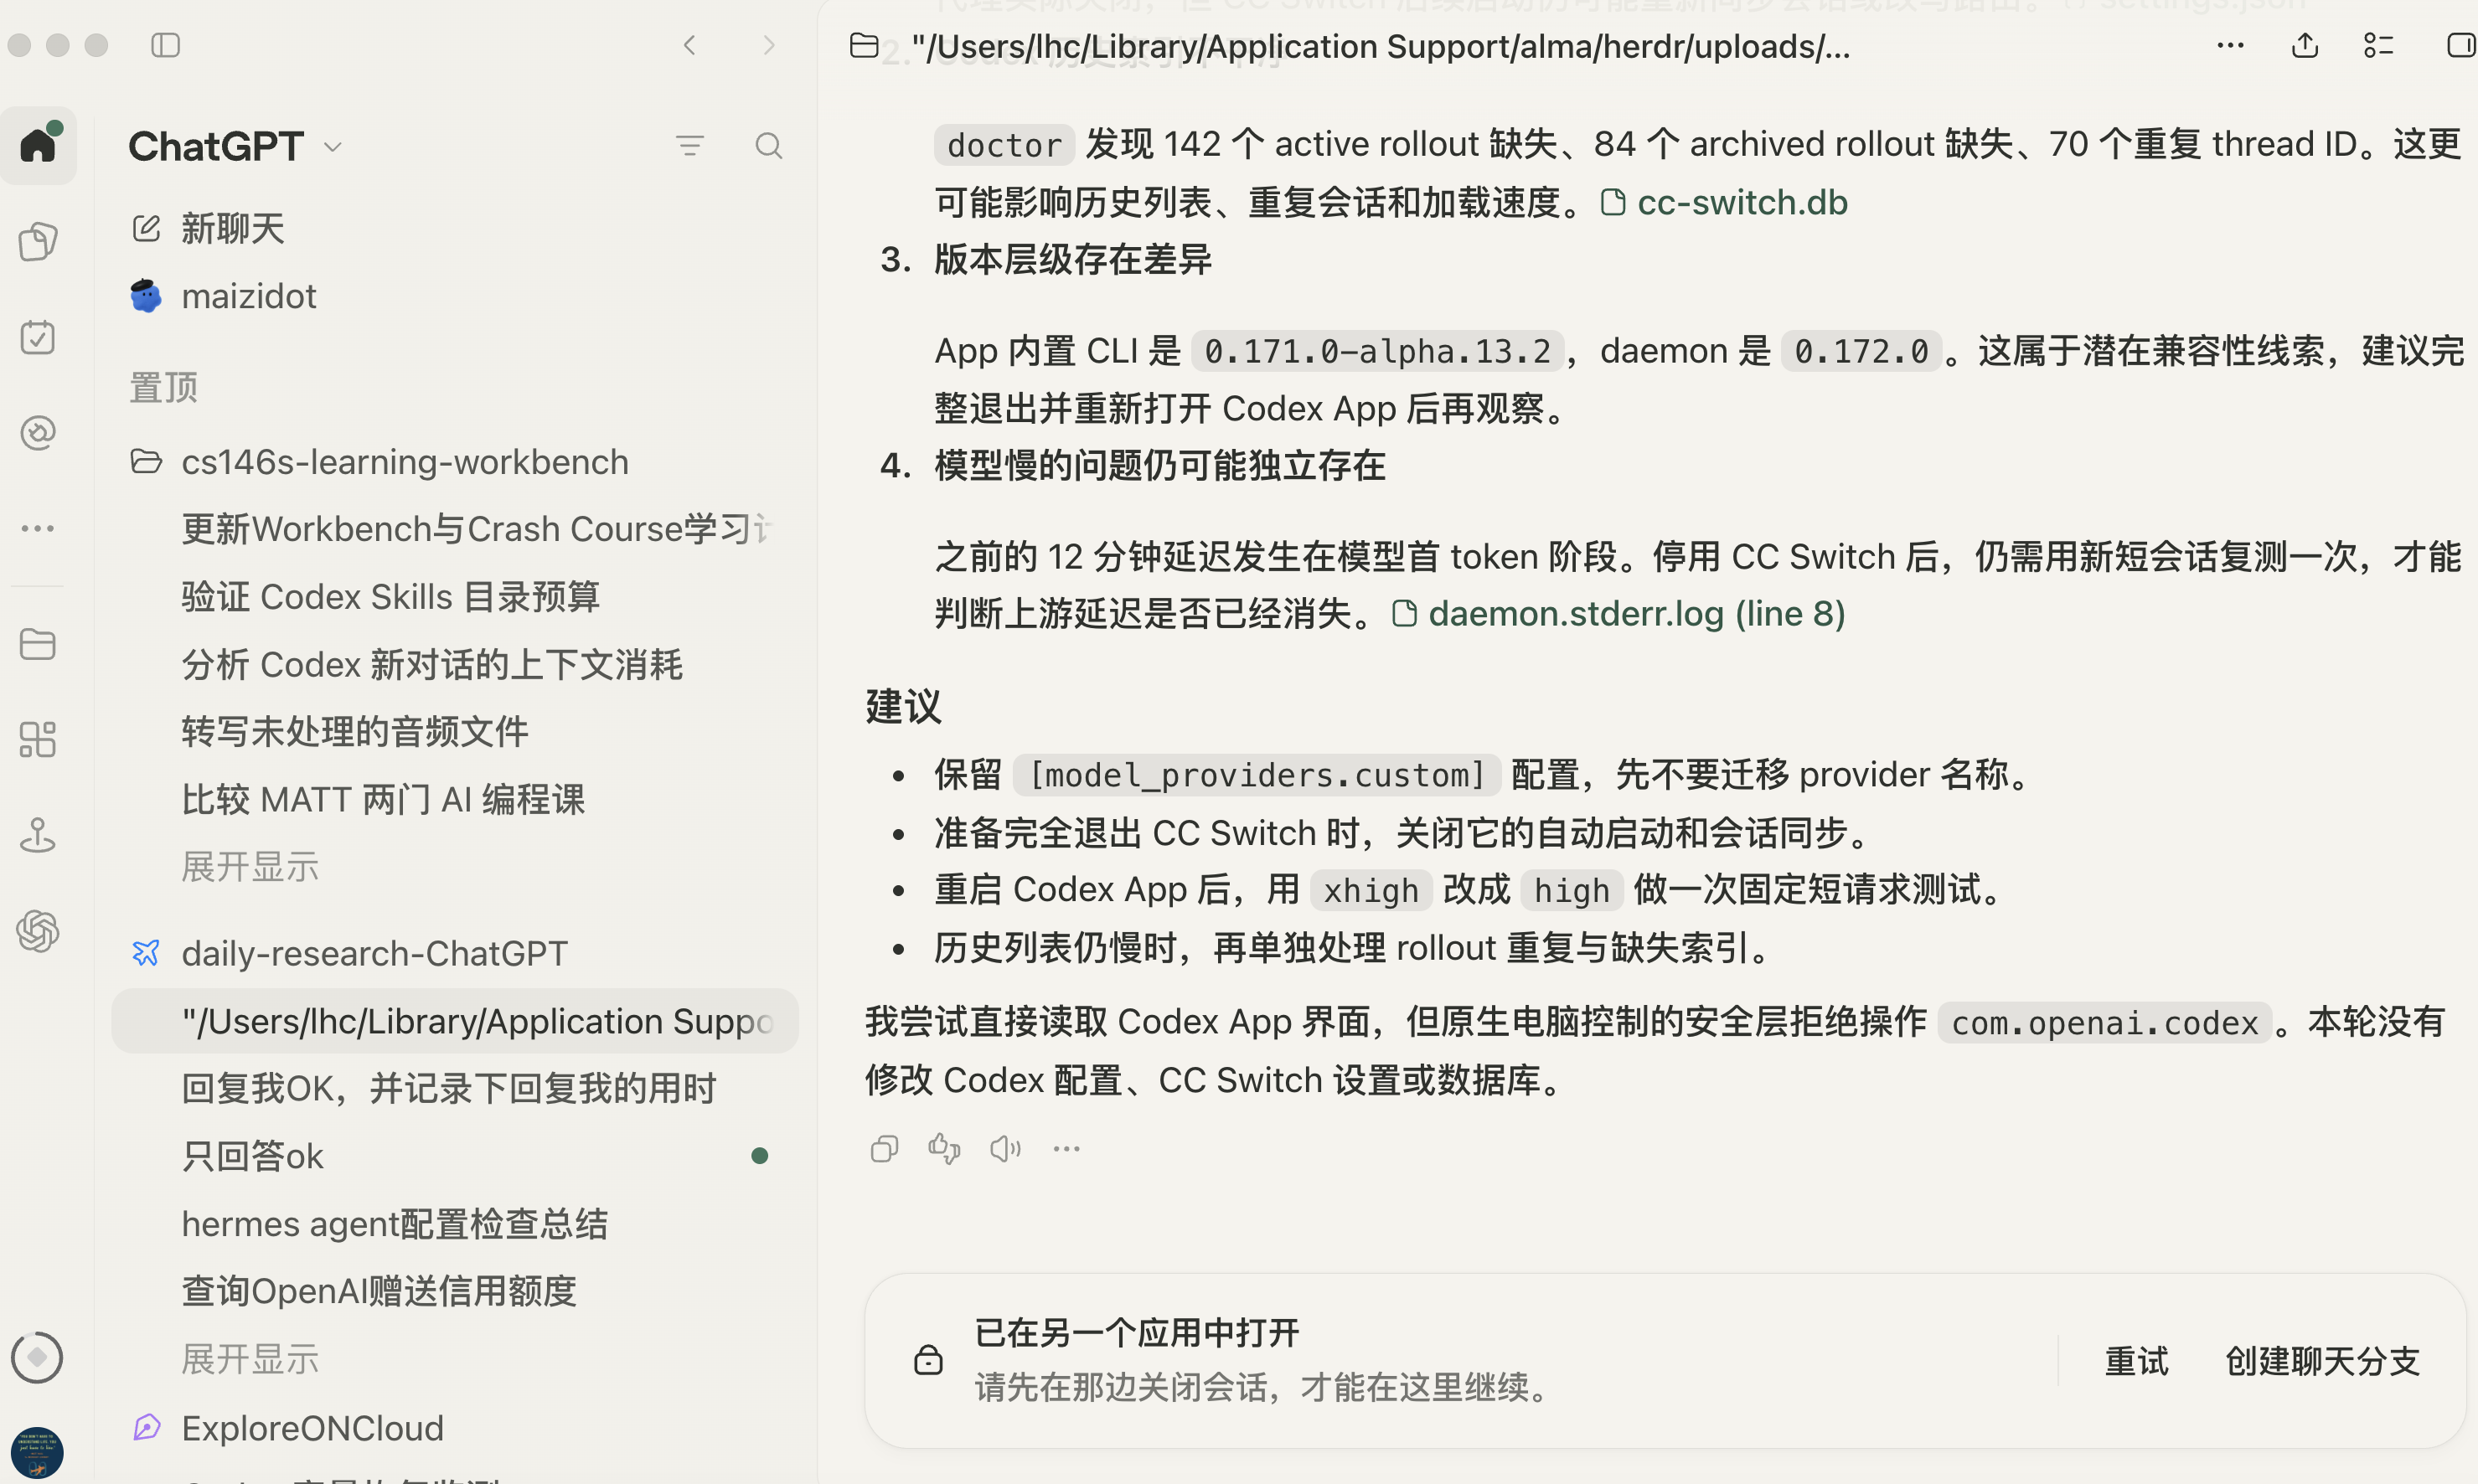 "/Users/lhc/Library/Application Support/alma/herdr/uploads/...
ChatGPT
新聊天
maizidot
置顶
cs146s-learning-workbench
更新Workbench与Crash Course学习
验证 Codex Skills 目录预算
分析 Codex 新对话的上下文消耗
转写未处理的音频文件
比较 MATT 两门 AI 编程课
展开显示
daily-research-ChatGPT
"/Users/lhc/Library/Application Suppo
回复我OK，并记录下回复我的用时
只回答ok
hermes agent配置检查总结
查询OpenAI赠送信用额度
展开显示
ExploreONCloud
doctor 发现 142 个 active rollout 缺失、84 个 archived rollout 缺失、70 个重复 thread ID。这更
可能影响历史列表、重复会话和加载速度。 cc-switch.db
3. 版本层级存在差异
App 内置 CLI 是 0.171.0-alpha.13.2，daemon 是 0.172.0。这属于潜在兼容性线索，建议完
整退出并重新打开 Codex App 后再观察。
4. 模型慢的问题仍可能独立存在
之前的 12 分钟延迟发生在模型首 token 阶段。停用 CC Switch 后，仍需用新短会话复测一次，才能
判断上游延迟是否已经消失。 daemon.stderr.log (line 8)
建议
• 保留 [model_providers.custom] 配置，先不要迁移 provider 名称。
• 准备完全退出 CC Switch 时，关闭它的自动启动和会话同步。
• 重启 Codex App 后，用 xhigh 改成 high 做一次固定短请求测试。
• 历史列表仍慢时，再单独处理 rollout 重复与缺失索引。
我尝试直接读取 Codex App 界面，但原生电脑控制的安全层拒绝操作 com.openai.codex。本轮没有
修改 Codex 配置、CC Switch 设置或数据库。
已在另一个应用中打开
请先在那边关闭会话，才能在这里继续。
重试
创建聊天分支